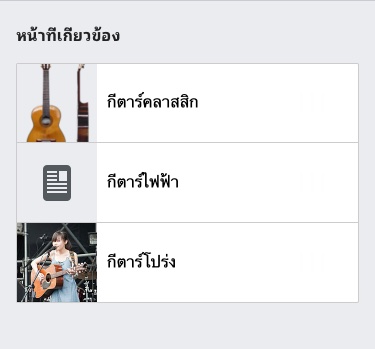 หน้าที่เกี่ยวข้อง
กีตาร์คลาสสิก
กีตาร์ไฟฟ้า
กีตาร์โปร่ง